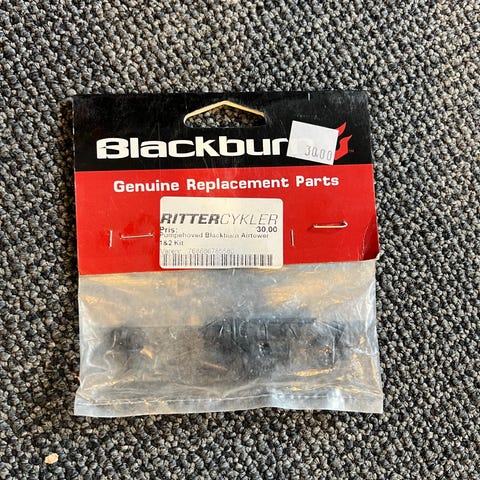 Blackburn
30.00
Genuine Replacement Parts
RITTERCYKLER
Pris: 30,00
Pumpehoved Blackburn Airtower
1&2 Kit